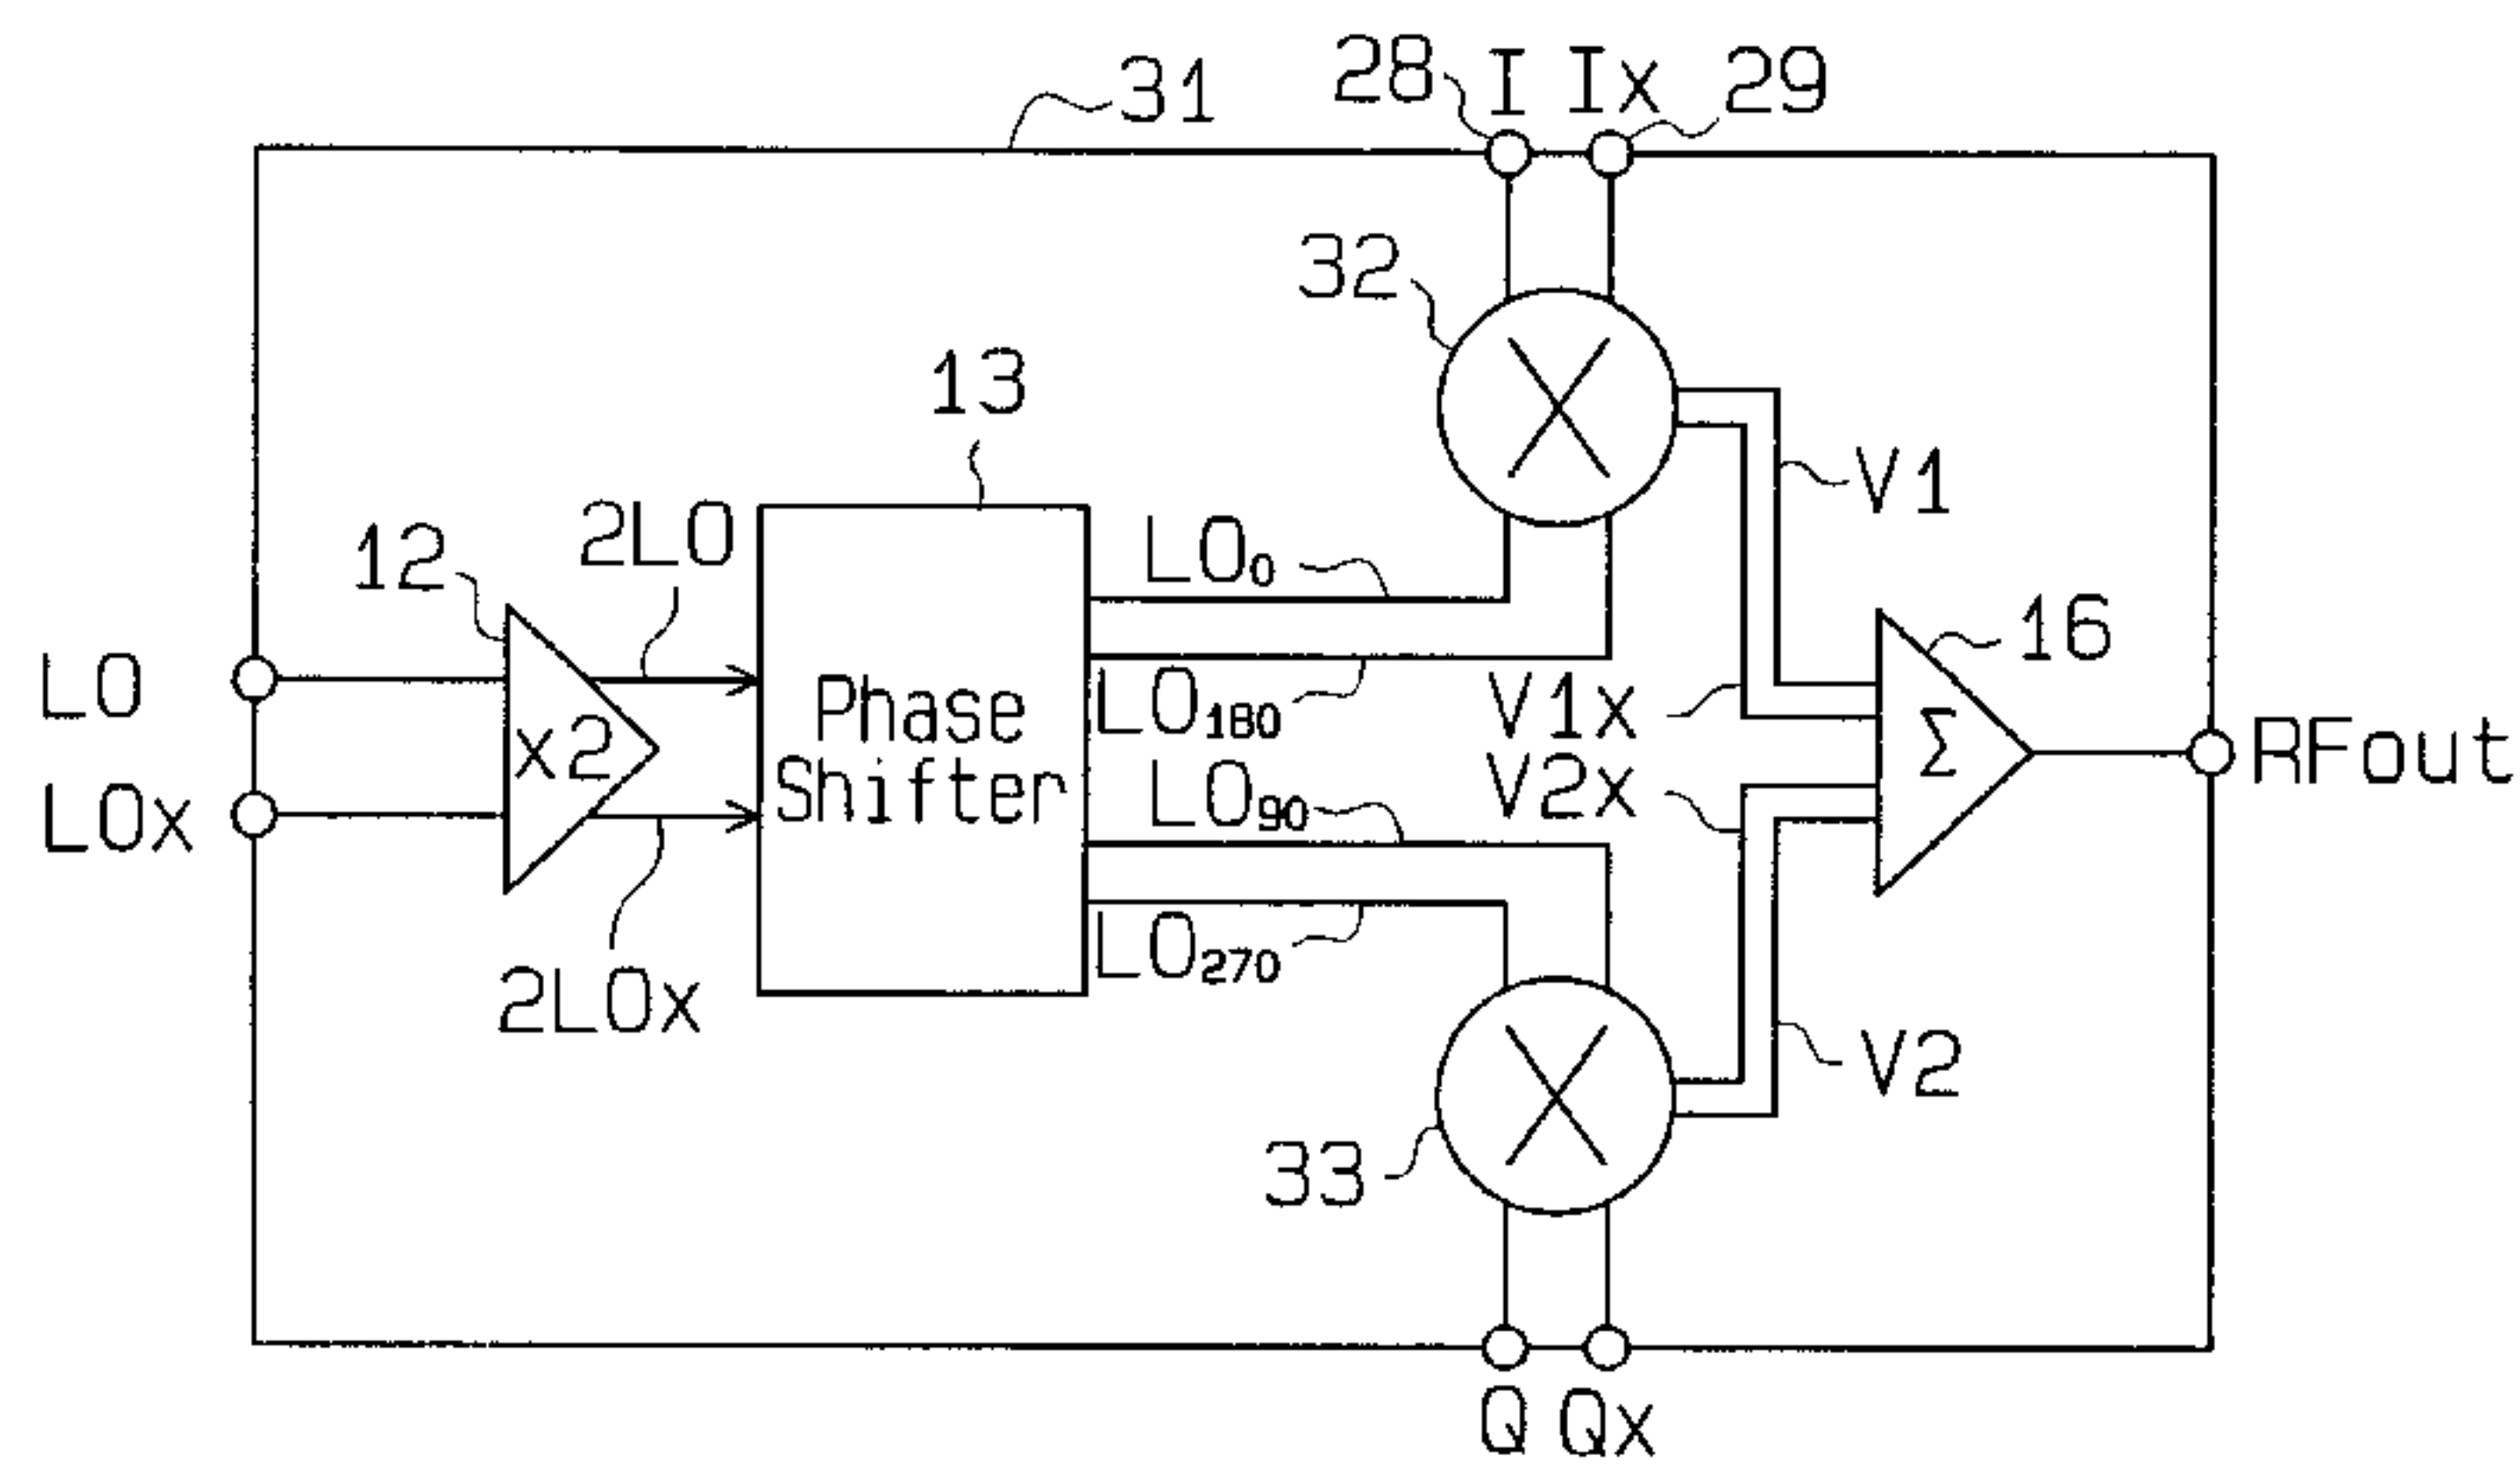 31
28 I Ix 29
32
13
V1
12 2LO
LO0
16
LO
x2
Phase
Shifter
LO180
V1x
Σ
RFout
LOx
LO90
V2x
LO270
2LOx
V2
33
Q Qx